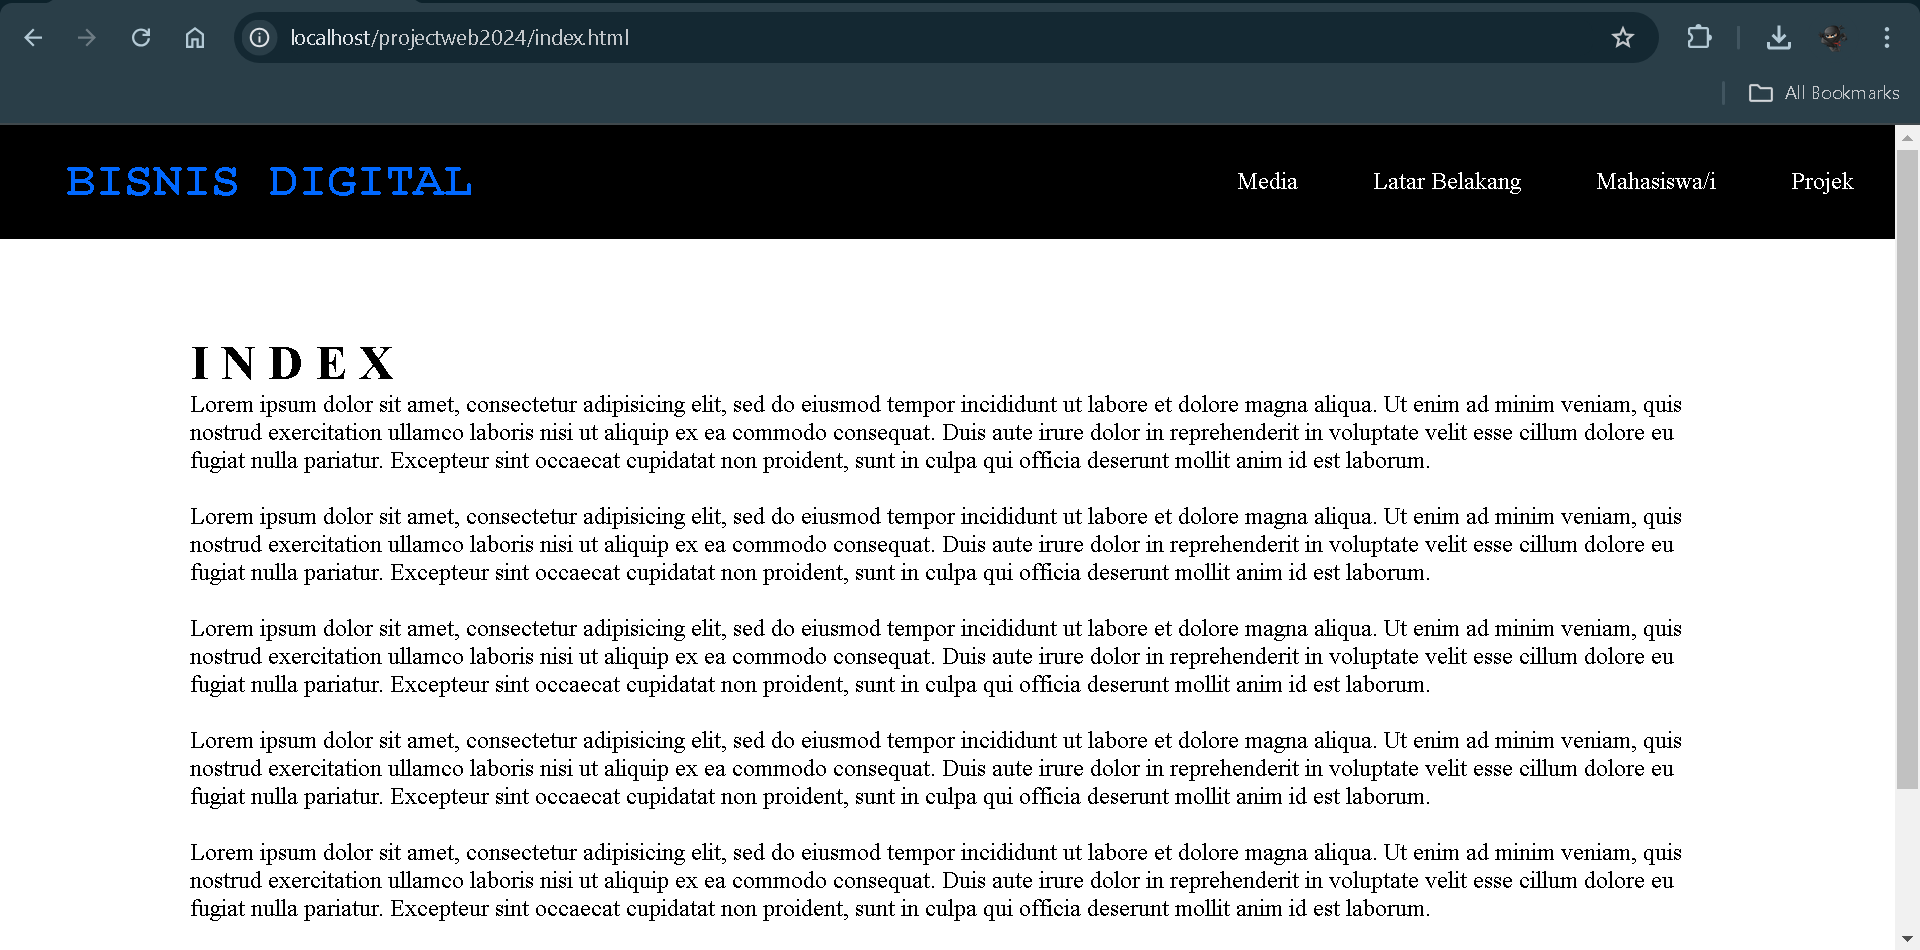 localhost/projectweb2024/index.html
All Bookmarks
BISNIS DIGITAL
Media
Latar Belakang
Mahasiswa/i
Projek
I N D E X
Lorem ipsum dolor sit amet, consectetur adipisicing elit, sed do eiusmod tempor incididunt ut labore et dolore magna aliqua. Ut enim ad minim veniam, quis
nostrud exercitation ullamco laboris nisi ut aliquip ex ea commodo consequat. Duis aute irure dolor in reprehenderit in voluptate velit esse cillum dolore eu
fugiat nulla pariatur. Excepteur sint occaecat cupidatat non proident, sunt in culpa qui officia deserunt mollit anim id est laborum.
Lorem ipsum dolor sit amet, consectetur adipisicing elit, sed do eiusmod tempor incididunt ut labore et dolore magna aliqua. Ut enim ad minim veniam, quis
nostrud exercitation ullamco laboris nisi ut aliquip ex ea commodo consequat. Duis aute irure dolor in reprehenderit in voluptate velit esse cillum dolore eu
fugiat nulla pariatur. Excepteur sint occaecat cupidatat non proident, sunt in culpa qui officia deserunt mollit anim id est laborum.
Lorem ipsum dolor sit amet, consectetur adipisicing elit, sed do eiusmod tempor incididunt ut labore et dolore magna aliqua. Ut enim ad minim veniam, quis
nostrud exercitation ullamco laboris nisi ut aliquip ex ea commodo consequat. Duis aute irure dolor in reprehenderit in voluptate velit esse cillum dolore eu
fugiat nulla pariatur. Excepteur sint occaecat cupidatat non proident, sunt in culpa qui officia deserunt mollit anim id est laborum.
Lorem ipsum dolor sit amet, consectetur adipisicing elit, sed do eiusmod tempor incididunt ut labore et dolore magna aliqua. Ut enim ad minim veniam, quis
nostrud exercitation ullamco laboris nisi ut aliquip ex ea commodo consequat. Duis aute irure dolor in reprehenderit in voluptate velit esse cillum dolore eu
fugiat nulla pariatur. Excepteur sint occaecat cupidatat non proident, sunt in culpa qui officia deserunt mollit anim id est laborum.
Lorem ipsum dolor sit amet, consectetur adipisicing elit, sed do eiusmod tempor incididunt ut labore et dolore magna aliqua. Ut enim ad minim veniam, quis
nostrud exercitation ullamco laboris nisi ut aliquip ex ea commodo consequat. Duis aute irure dolor in reprehenderit in voluptate velit esse cillum dolore eu
fugiat nulla pariatur. Excepteur sint occaecat cupidatat non proident, sunt in culpa qui officia deserunt mollit anim id est laborum.